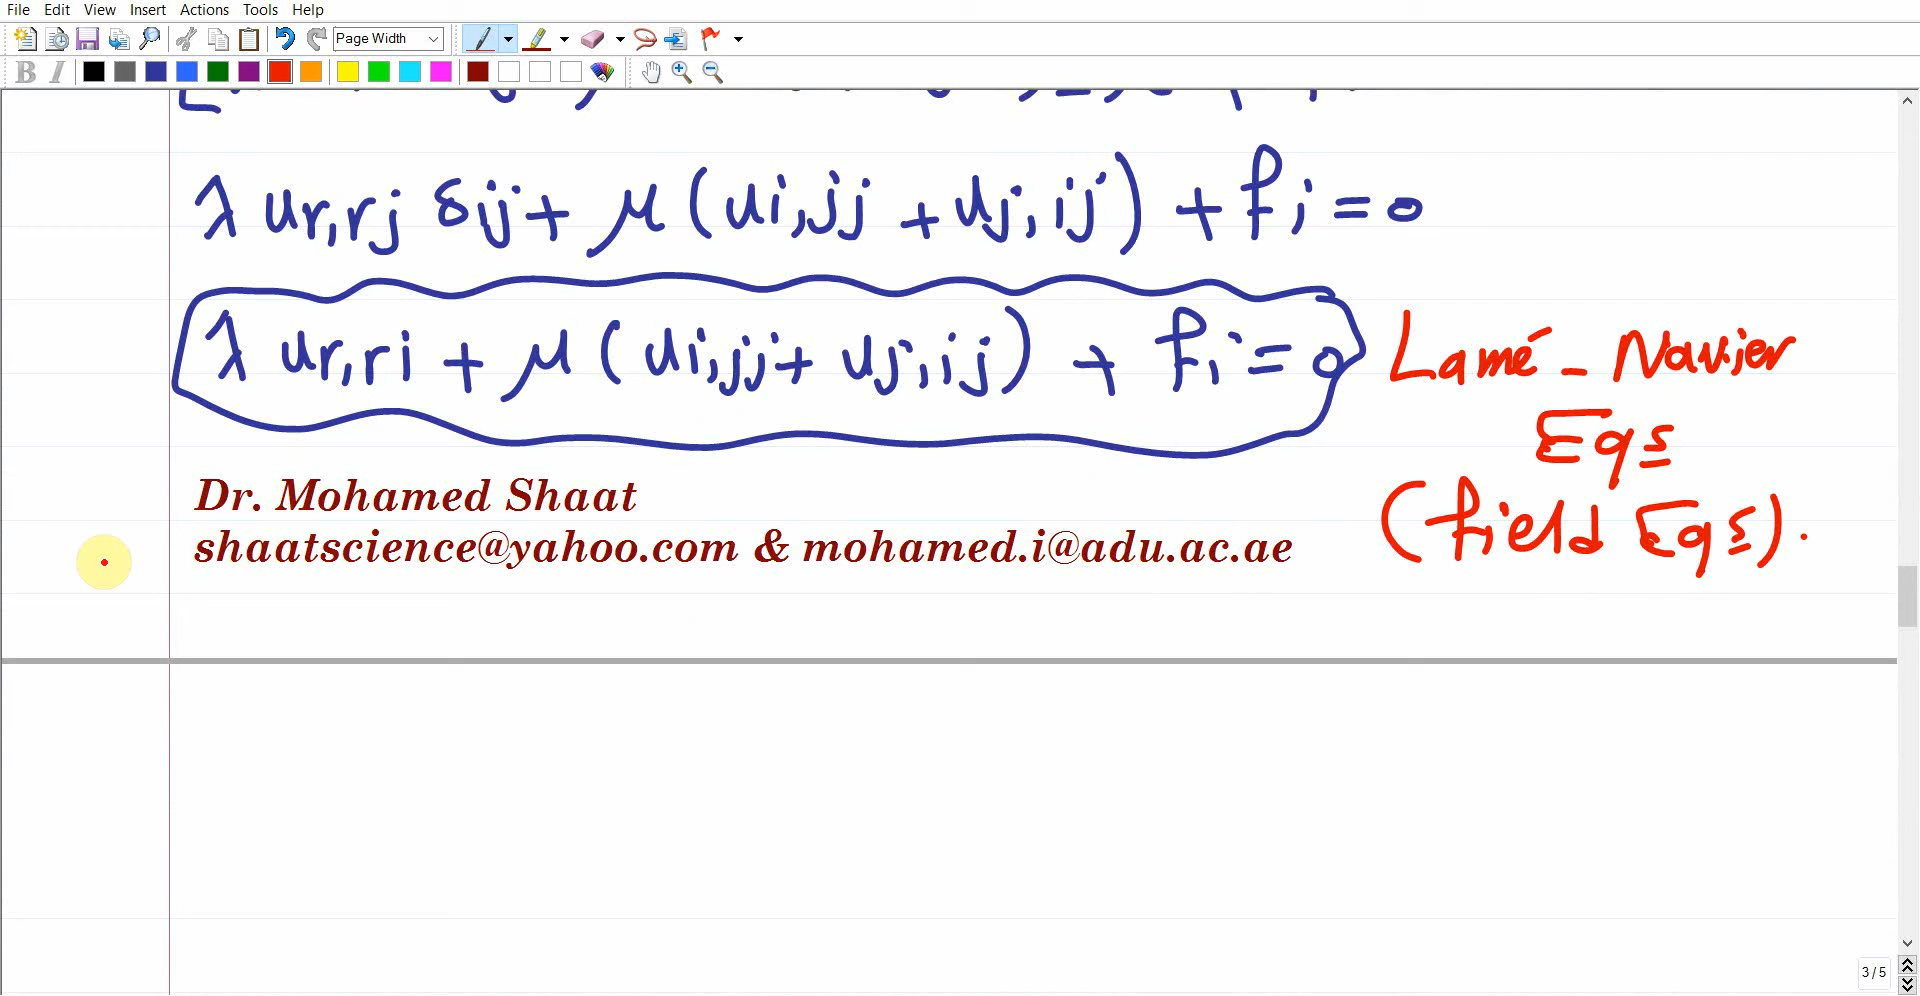 File Edit View Insert Actions Tools Help
Page Width
λ ur,rj δij + μ (ui,jj + uj,ij) + fi = 0
λ ur,ri + μ (ui,jj + uj,ij) + fi = 0
Lamé - Navier
Eqs
(field Eqs).
Dr. Mohamed Shaat
shaatscience@yahoo.com & mohamed.i@adu.ac.ae
3 / 5